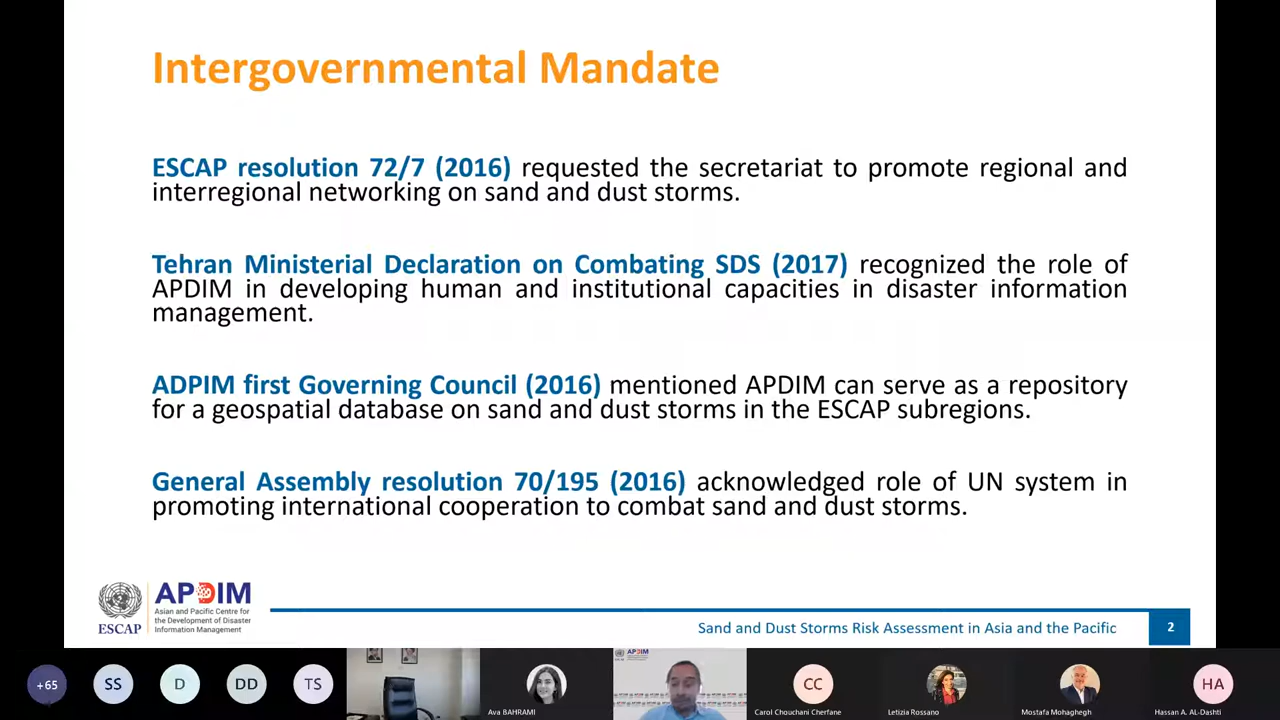 Intergovernmental Mandate
ESCAP resolution 72/7 (2016) requested the secretariat to promote regional and
interregional networking on sand and dust storms.
Tehran Ministerial Declaration on Combating SDS (2017) recognized the role of
APDIM in developing human and institutional capacities in disaster information
management.
ADPIM first Governing Council (2016) mentioned APDIM can serve as a repository
for a geospatial database on sand and dust storms in the ESCAP subregions.
General Assembly resolution 70/195 (2016) acknowledged role of UN system in
promoting international cooperation to combat sand and dust storms.
ESCAP
APDIM
Asian and Pacific Centre for
the Development of Disaster
Information Management
Sand and Dust Storms Risk Assessment in Asia and the Pacific
2
+65
SS
D
DD
TS
Ava BAHRAMI
APDIM
CC
Carol Chouchani Cherfane
Letizia Rossano
Mostafa Mohaghegh
HA
Hassan A. AL-Dashti